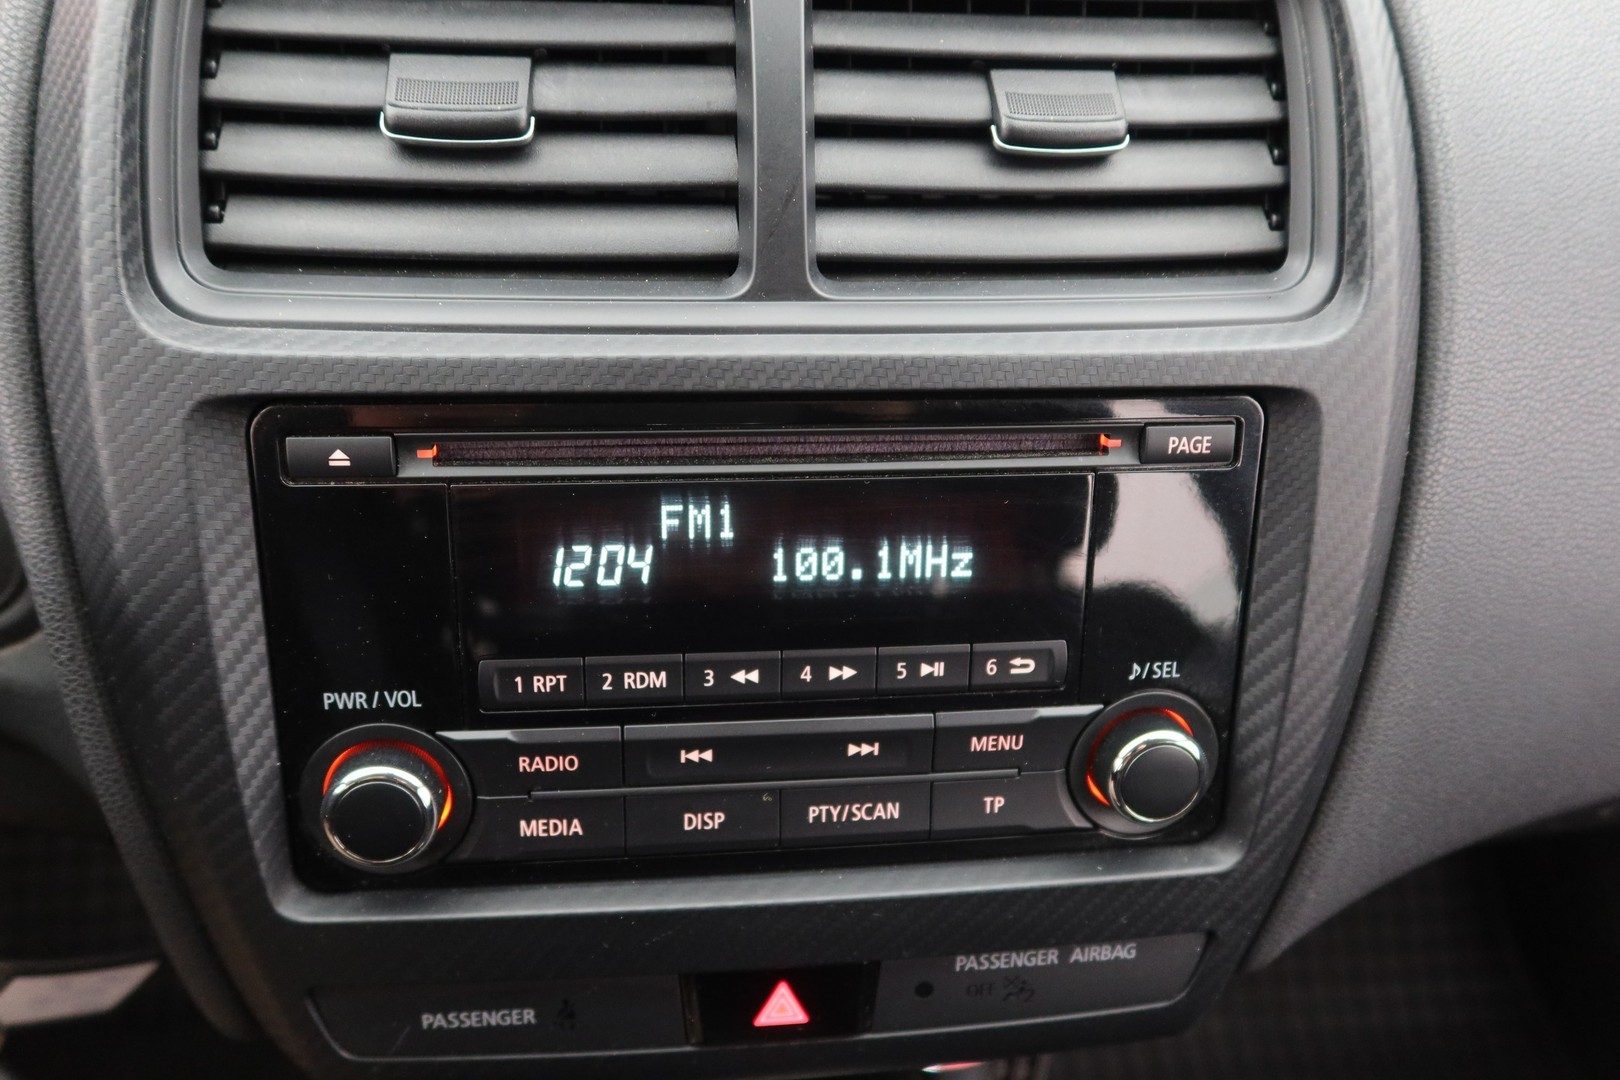 PAGE
FM1
1204 100.1MHz
1 RPT 2 RDM 3 4 5 6
PWR / VOL
/SEL
RADIO
MENU
MEDIA DISP PTY/SCAN TP
PASSENGER AIRBAG
OFF
PASSENGER